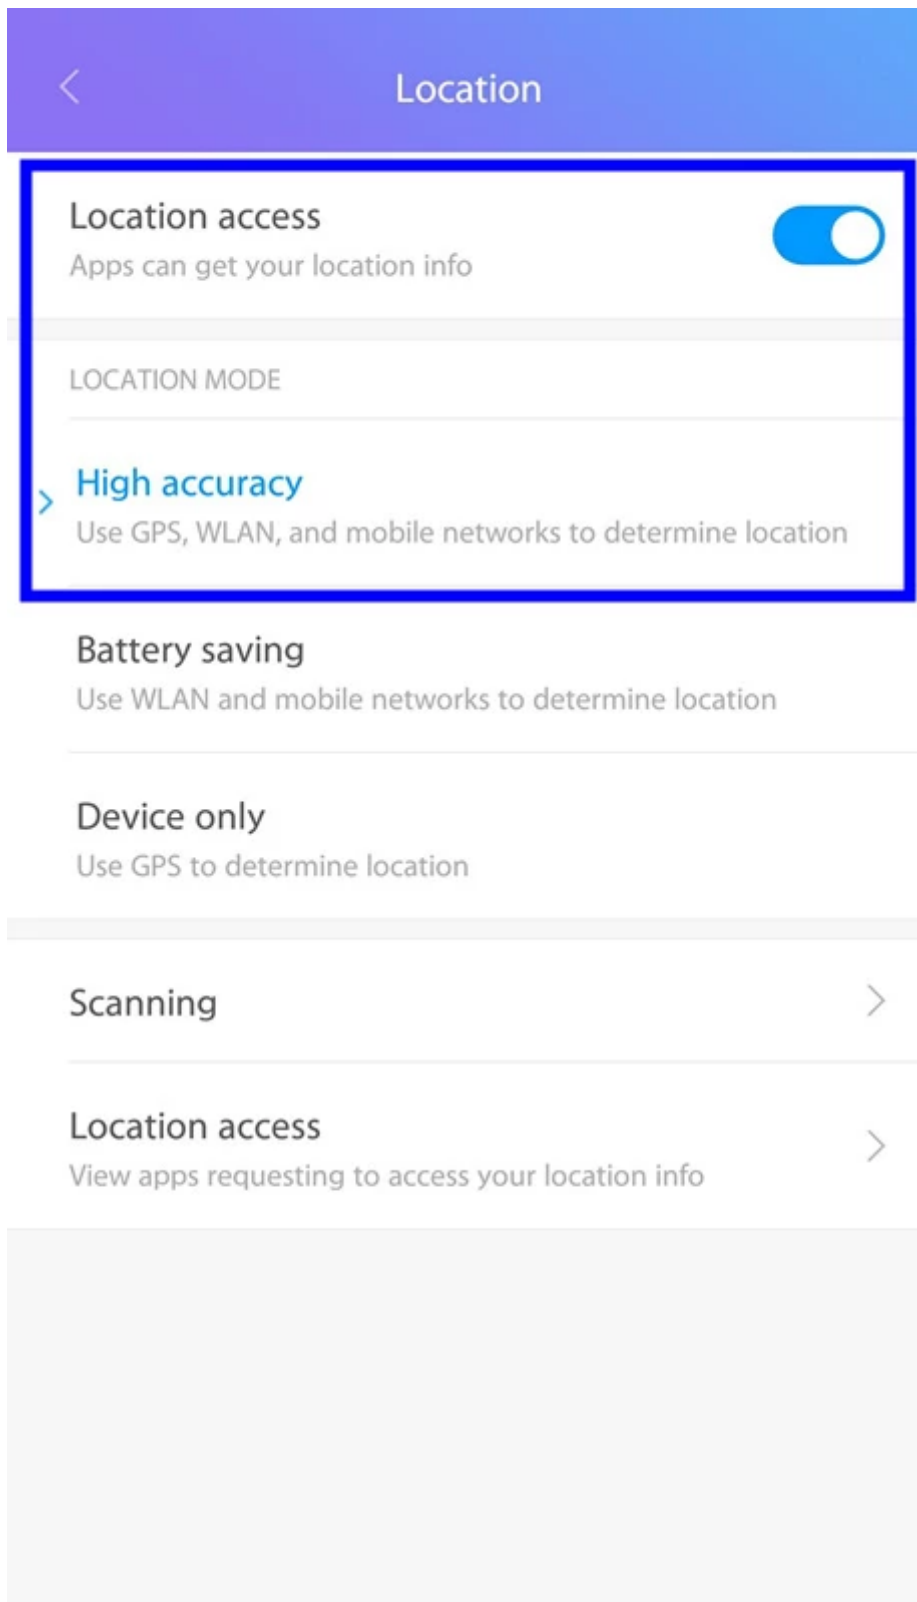 Location
Location access
Apps can get your location info
LOCATION MODE
High accuracy
Use GPS, WLAN, and mobile networks to determine location
Battery saving
Use WLAN and mobile networks to determine location
Device only
Use GPS to determine location
Scanning
Location access
View apps requesting to access your location info